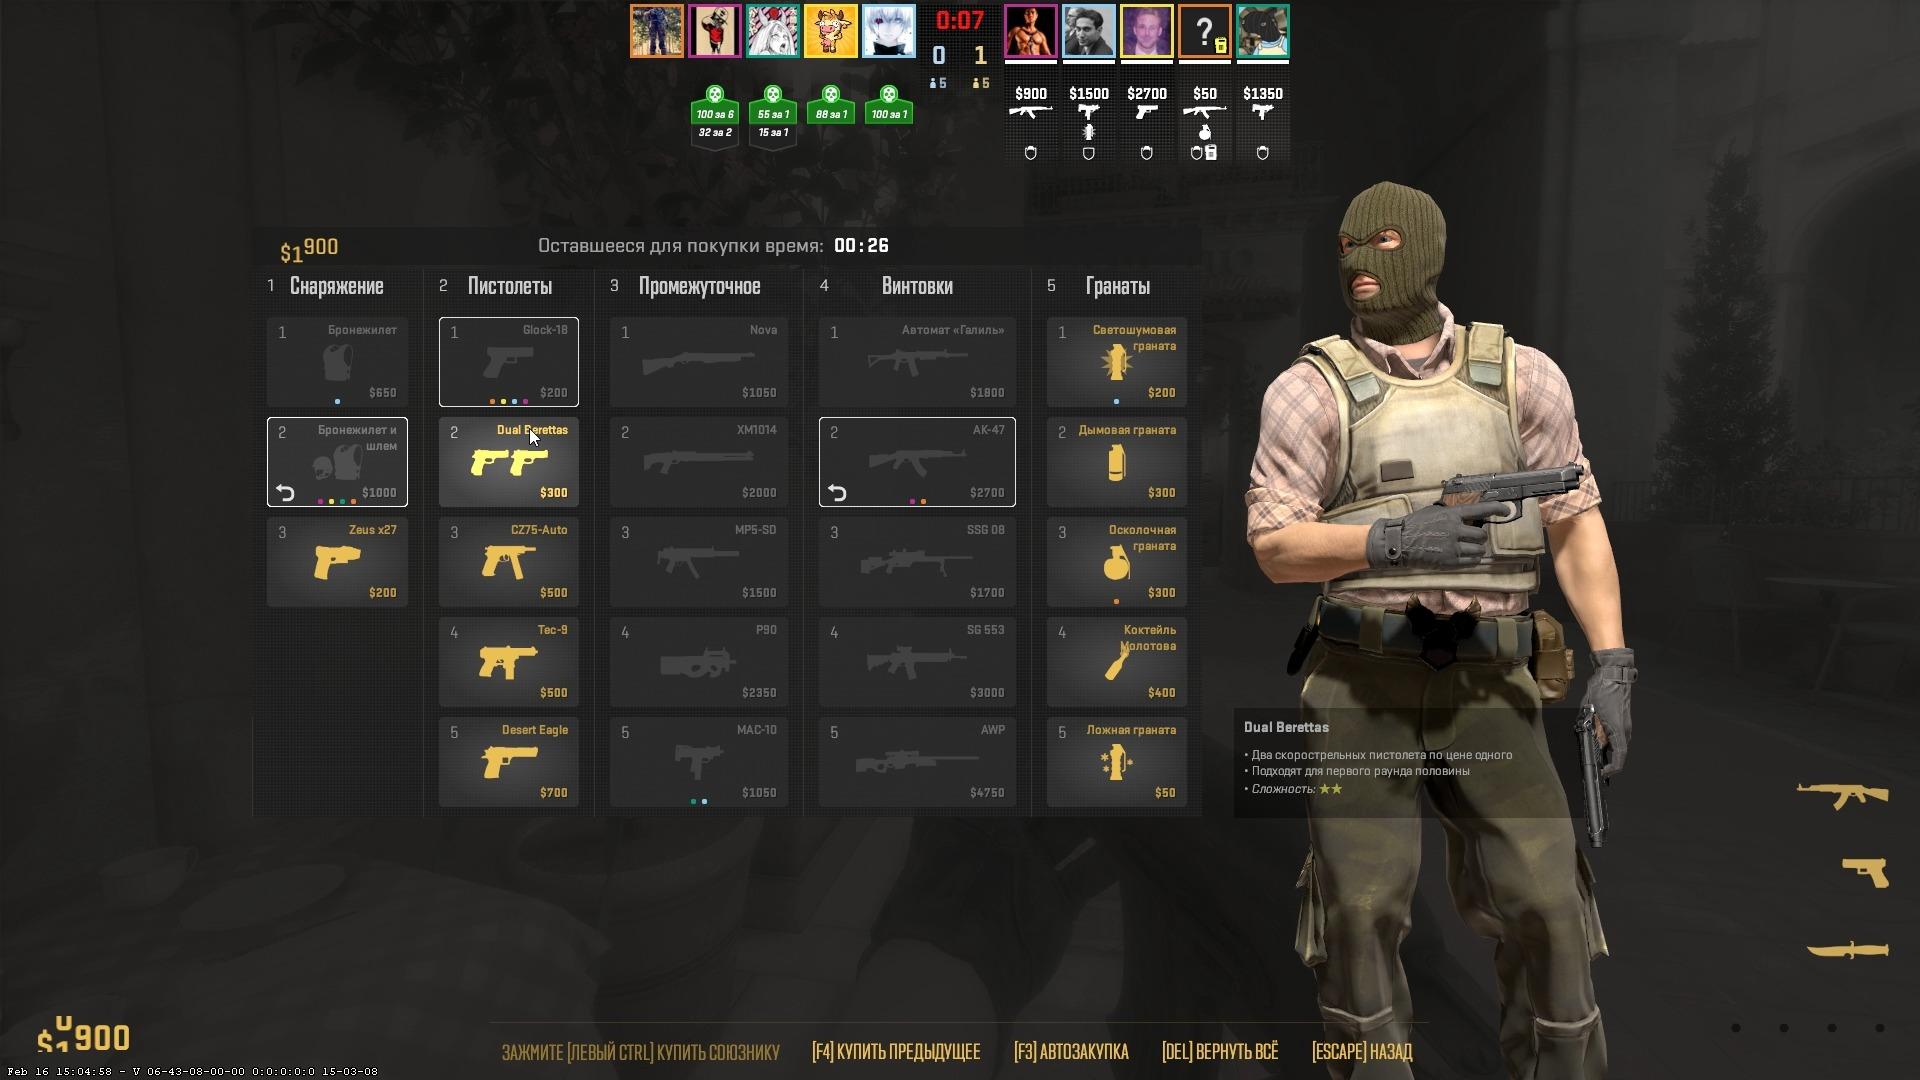 0:07
0 1
5 5
100 за 6
32 за 2
55 за 1
15 за 1
88 за 1
100 за 1
$900
$1500
$2700
$50
$1350
?
$1900
Оставшееся для покупки время: 00:26
1 Снаряжение
2 Пистолеты
3 Промежуточное
4 Винтовки
5 Гранаты
1 Бронежилет
$650
2 Бронежилет и
шлем
$1000
3 Zeus x27
$200
1 Glock-18
$200
2 Dual Berettas
$300
3 CZ75-Auto
$500
4 Tec-9
$500
5 Desert Eagle
$700
1 Nova
$1050
2 XM1014
$2000
3 MP5-SD
$1500
4 P90
$2350
5 MAC-10
$1050
1 Автомат «Галиль»
$1800
2 AK-47
$2700
3 SSG 08
$1700
4 SG 553
$3000
5 AWP
$4750
1 Светошумовая
граната
$200
2 Дымовая граната
$300
3 Осколочная
граната
$300
4 Коктейль
Молотова
$400
5 Ложная граната
$50
Dual Berettas
• Два скорострельных пистолета по цене одного
• Подходят для первого раунда половины
• Сложность: ★★
ЗАЖМИТЕ [ЛЕВЫЙ CTRL] КУПИТЬ СОЮЗНИКУ
[F4] КУПИТЬ ПРЕДЫДУЩЕЕ
[F3] АВТОЗАКУПКА
[DEL] ВЕРНУТЬ ВСЁ
[ESCAPE] НАЗАД
Feb 16 15:04:58 - V 06-43-08-00-00 0:0:0:0:0 15-03-08